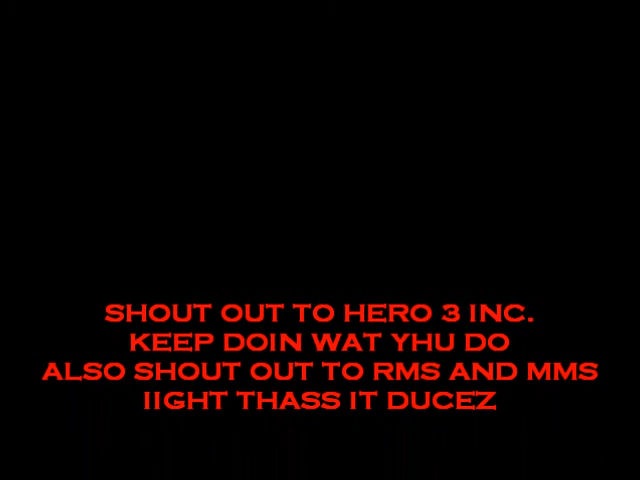 SHOUT OUT TO HERO 3 INC.
KEEP DOIN WAT YHU DO
ALSO SHOUT OUT TO RMS AND MMS
IIGHT THASS IT DUCEZ